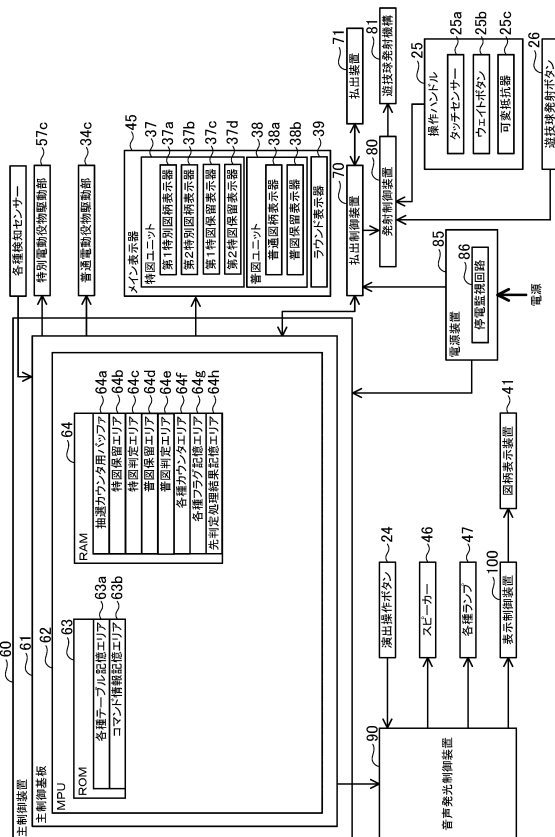 主制御装置
60
主制御基板
61
MPU
62
ROM
63
各種テーブル記憶エリア
63a
コマンド情報記憶エリア
63b
RAM
64
抽選カウンタ用バッファ
64a
特図保留エリア
64b
特図判定エリア
64c
普図保留エリア
64d
普図判定エリア
64e
各種カウンタエリア
64f
各種フラグ記憶エリア
64g
先判定処理結果記憶エリア
64h
各種検知センサー
特別電動役物駆動部
57c
普通電動役物駆動部
34c
メイン表示器
45
特図ユニット
37
第1特別図柄表示器
37a
第2特別図柄表示器
37b
第1特図保留表示器
37c
第2特図保留表示器
37d
普図ユニット
38
普通図柄表示器
38a
普図保留表示器
38b
ラウンド表示器
39
払出制御装置
70
払出装置
71
発射制御装置
80
遊技球発射機構
81
操作ハンドル
25
タッチセンサー
25a
ウェイトボタン
25b
可変抵抗器
25c
遊技球発射ボタン
26
電源装置
85
停電監視回路
86
電源
音声発光制御装置
90
演出操作ボタン
24
スピーカー
46
各種ランプ
47
表示制御装置
100
図柄表示装置
41